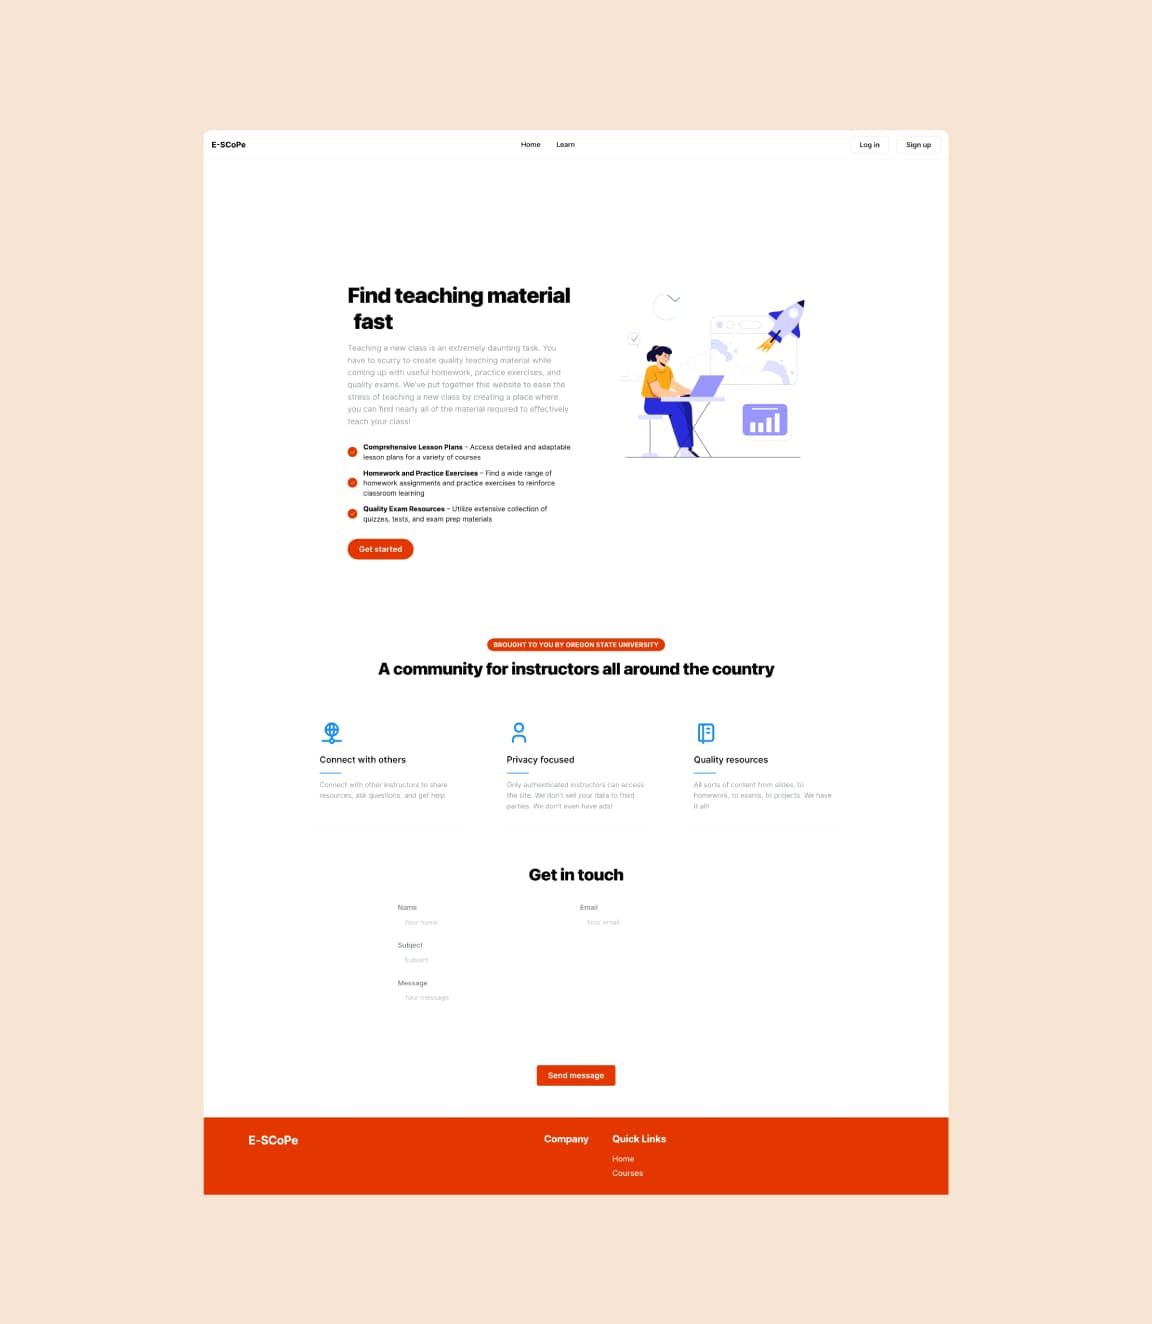 E-SCoPe
Home
Learn
Log in
Sign up
Find teaching material
fast
Teaching a new class is an extremely daunting task. You
have to scurry to create quality teaching material while
coming up with useful homework, practice exercises, and
quality exams. We've put together this website to ease the
stress of teaching a new class by creating a place where
you can find nearly all of the material required to effectively
teach your class!
Comprehensive Lesson Plans – Access detailed and adaptable
lesson plans for a variety of courses
Homework and Practice Exercises – Find a wide range of
homework assignments and practice exercises to reinforce
classroom learning
Quality Exam Resources – Utilize extensive collection of
quizzes, tests, and exam prep materials
Get started
BROUGHT TO YOU BY OREGON STATE UNIVERSITY
A community for instructors all around the country
Connect with others
Connect with other instructors to share
resources, ask questions, and get help
Privacy focused
Only authenticated instructors can access
the site. We don't sell your data to third
parties. We don't even have ads!
Quality resources
All sorts of content from slides, to
homework, to exams, to projects. We have
it all!
Get in touch
Name
Your name
Email
Your email
Subject
Subject
Message
Your message
Send message
E-SCoPe
Company
Quick Links
Home
Courses